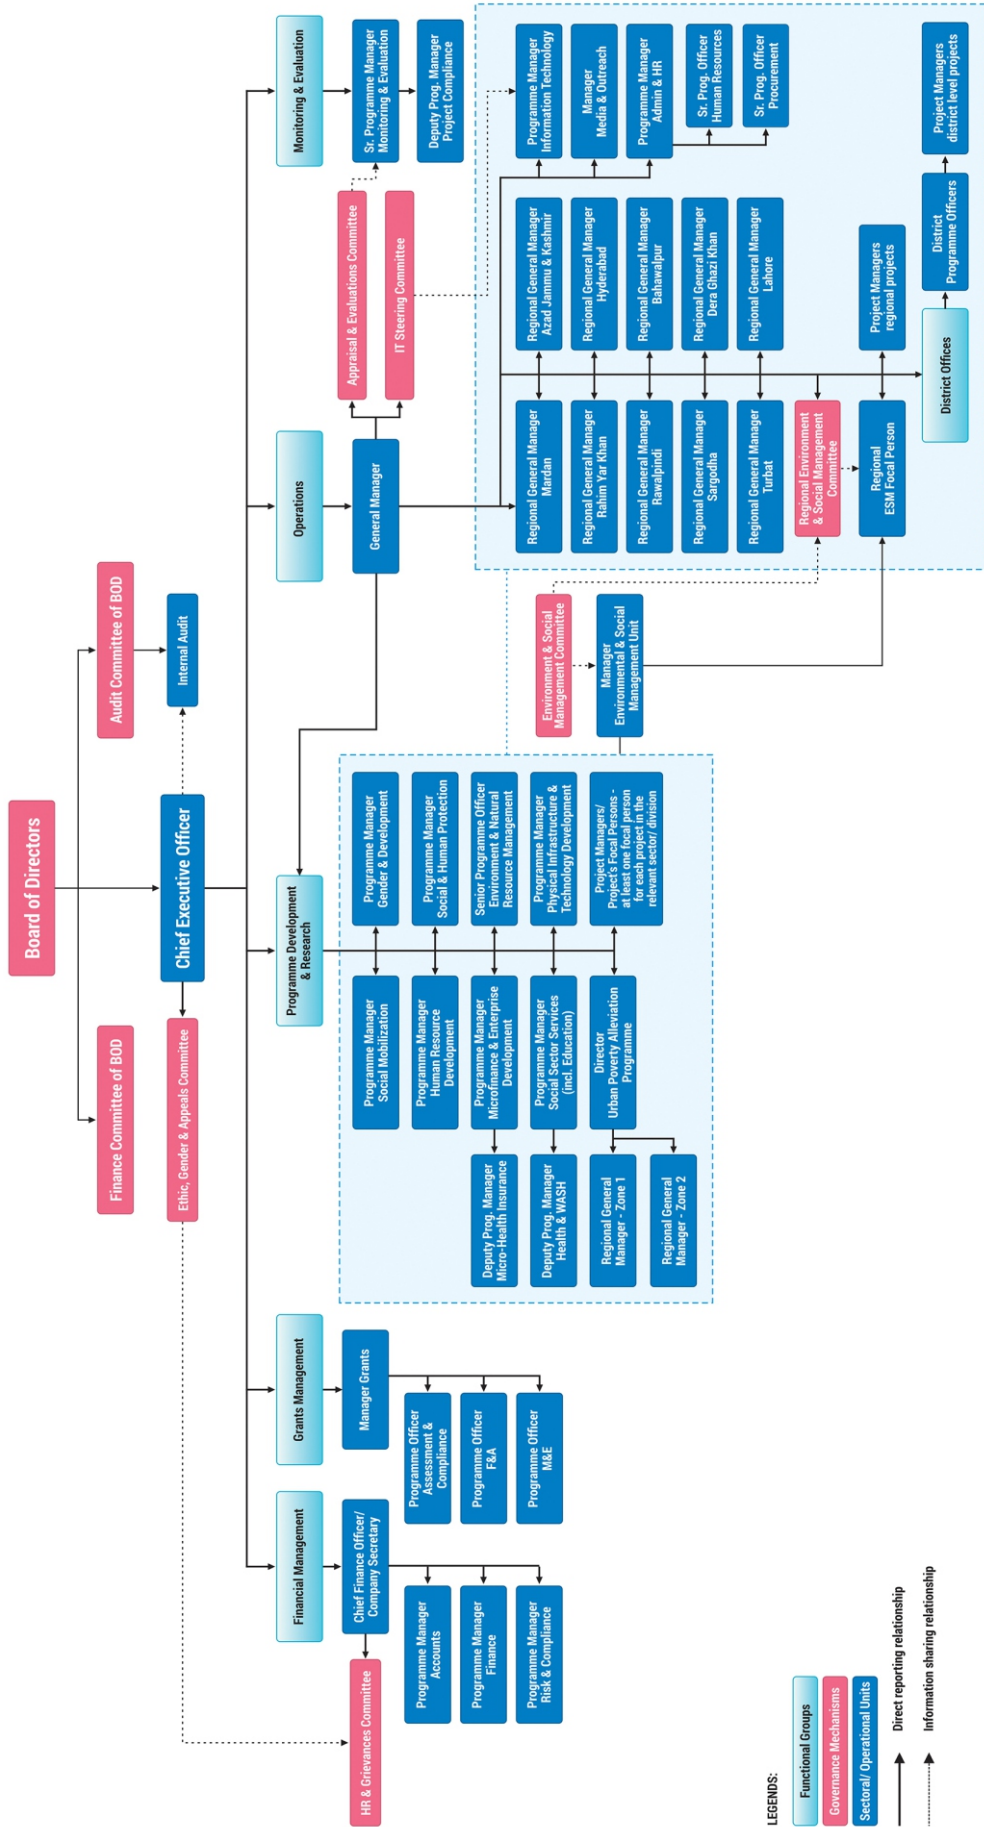 Board of Directors
Finance Committee of BOD
Audit Committee of BOD
Ethic, Gender & Appeals Committee
Chief Executive Officer
Internal Audit
Financial Management
Grants Management
Programme Development
& Research
Operations
Monitoring & Evaluation
HR & Grievances Committee
Chief Finance Officer/
Company Secretary
Programme Manager
Accounts
Programme Manager
Finance
Programme Manager
Risk & Compliance
Manager Grants
Programme Officer
Assessment &
Compliance
Programme Officer
F&A
Programme Officer
M&E
Programme Manager
Social Mobilization
Programme Manager
Gender & Development
Programme Manager
Human Resource
Development
Programme Manager
Social & Human Protection
Deputy Prog. Manager
Micro-Health Insurance
Programme Manager
Microfinance & Enterprise
Development
Senior Programme Officer
Environment & Natural
Resource Management
Deputy Prog. Manager
Health & WASH
Programme Manager
Social Sector Services
(incl. Education)
Programme Manager
Physical Infrastructure &
Technology Development
Regional General
Manager - Zone 1
Regional General
Manager - Zone 2
Director
Urban Poverty Alleviation
Programme
Project Managers/
Project's Focal Persons -
at least one focal person
for each project in the
relevant sector/ division
General Manager
Appraisal & Evaluations Committee
IT Steering Committee
Sr. Programme Manager
Monitoring & Evaluation
Deputy Prog. Manager
Project Compliance
Environment & Social
Management Committee
Manager
Environmental & Social
Management Unit
Regional General Manager
Mardan
Regional General Manager
Azad Jammu & Kashmir
Programme Manager
Information Technology
Regional General Manager
Rahim Yar Khan
Regional General Manager
Hyderabad
Manager
Media & Outreach
Regional General Manager
Rawalpindi
Regional General Manager
Bahawalpur
Programme Manager
Admin & HR
Regional General Manager
Sargodha
Regional General Manager
Dera Ghazi Khan
Sr. Prog. Officer
Human Resources
Regional General Manager
Turbat
Regional General Manager
Lahore
Sr. Prog. Officer
Procurement
Regional Environment
& Social Management
Committee
Regional
ESM Focal Person
Project Managers
regional projects
District Offices
District
Programme Officers
Project Managers
district level projects
LEGENDS:
Functional Groups
Governance Mechanisms
Sectoral/ Operational Units
Direct reporting relationship
Information sharing relationship